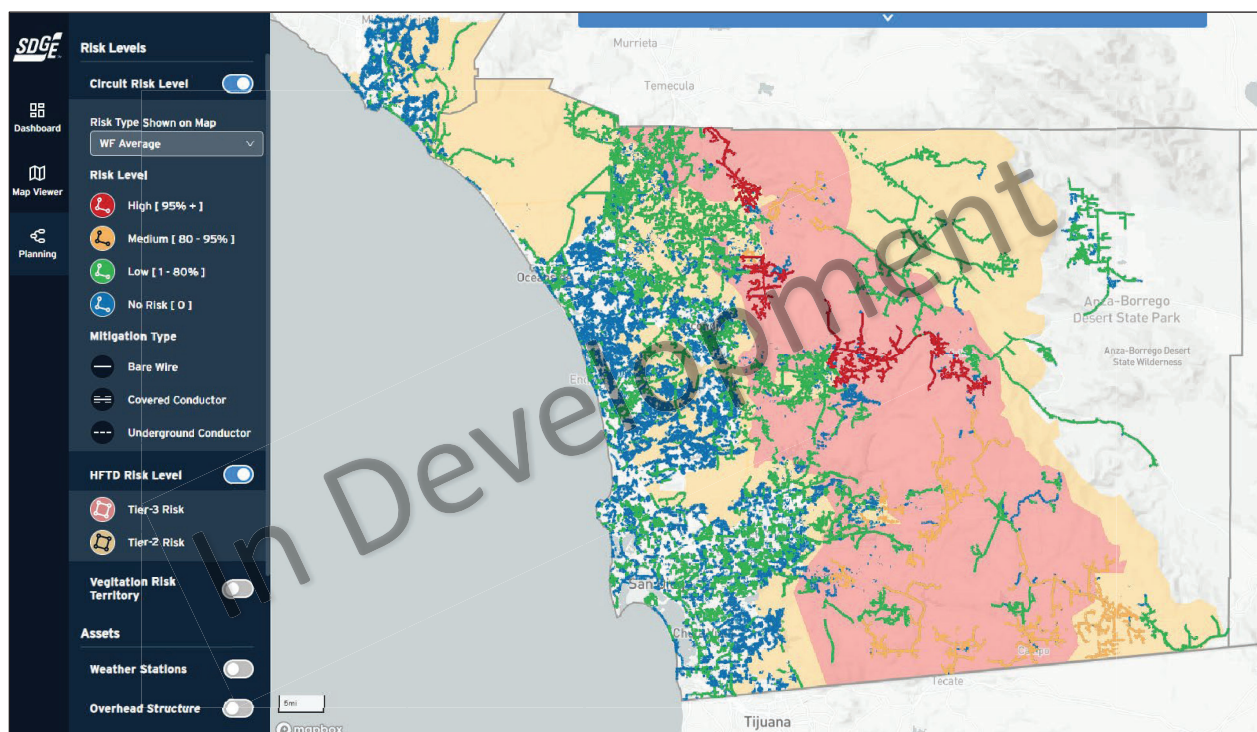 SDGE
Dashboard
Map Viewer
Planning
Risk Levels
Circuit Risk Level
Risk Type Shown on Map
WF Average
Risk Level
High [ 95% + ]
Medium [ 80 - 95% ]
Low [ 1 - 80% ]
No Risk [ 0 ]
Mitigation Type
Bare Wire
Covered Conductor
Underground Conductor
HFTD Risk Level
Tier-3 Risk
Tier-2 Risk
Vegitation Risk
Territory
Assets
Weather Stations
Overhead Structure
Murrieta
Temecula
Anza-Borrego
Desert State Park
Anza-Borrego Desert
State Wilderness
In Development
Campo
Tecate
Tijuana
5mi
mapbox